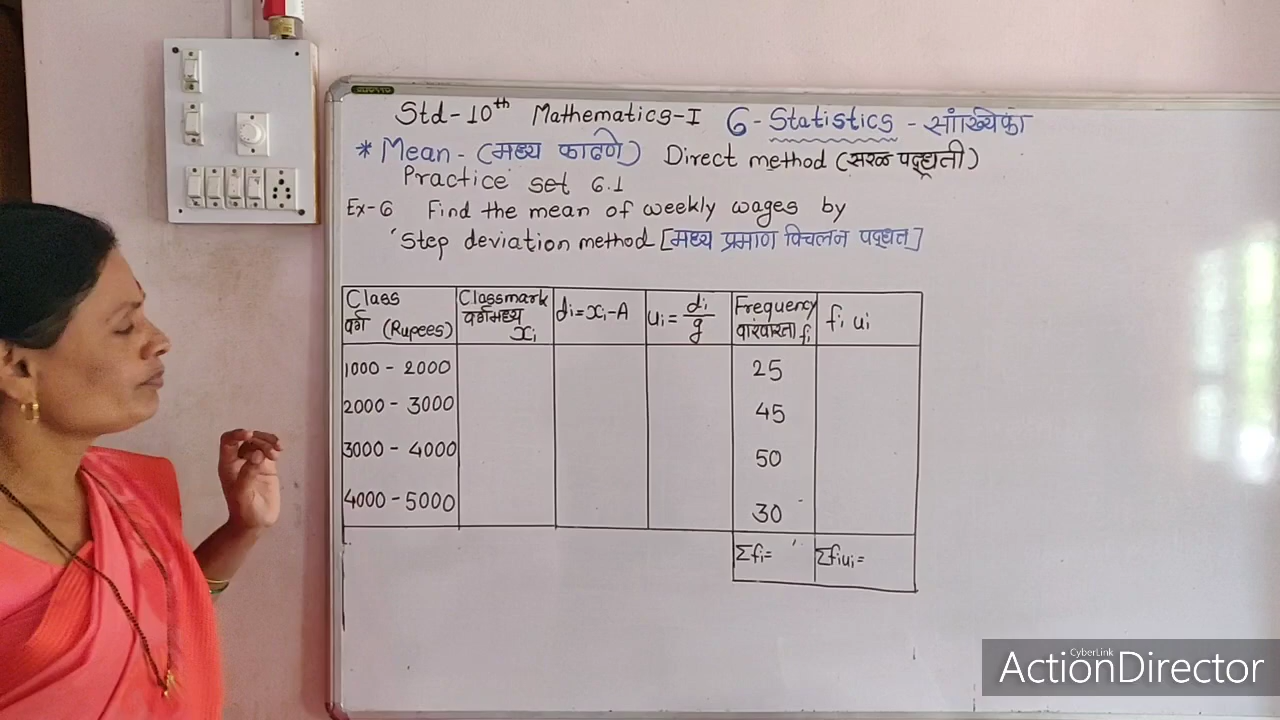 Std-10th Mathematics-I 6-Statistics - सांख्यिकी
* Mean - (मध्य काढणे) Direct method (सरळ पद्धती)
Practice set 6.1
Ex-6 Find the mean of weekly wages by
Step deviation method [मध्य प्रमाण विचलन पद्धत]
Class वर्ग (Rupees) Classmark वर्गमध्य xi di=xi-A ui=di/g Frequency वारंवारता fi fi ui
1000 - 2000 25
2000 - 3000 45
3000 - 4000 50
4000 - 5000 30
Σfi= Σfiui=
CyberLink
ActionDirector